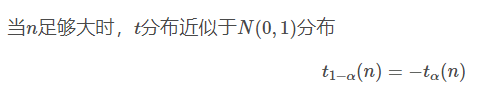 当n足够大时，t分布近似于N(0,1)分布
t_{1−α}(n) = −t_α(n)